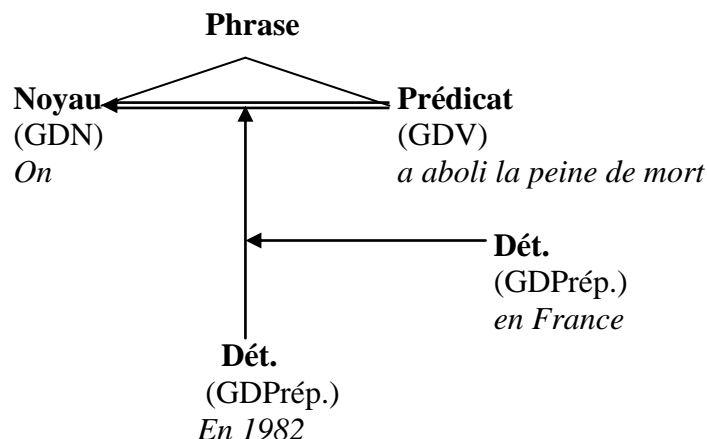 Phrase
Noyau
(GDN)
On
Prédicat
(GDV)
a aboli la peine de mort
Dét.
(GDPrép.)
en France
Dét.
(GDPrép.)
En 1982